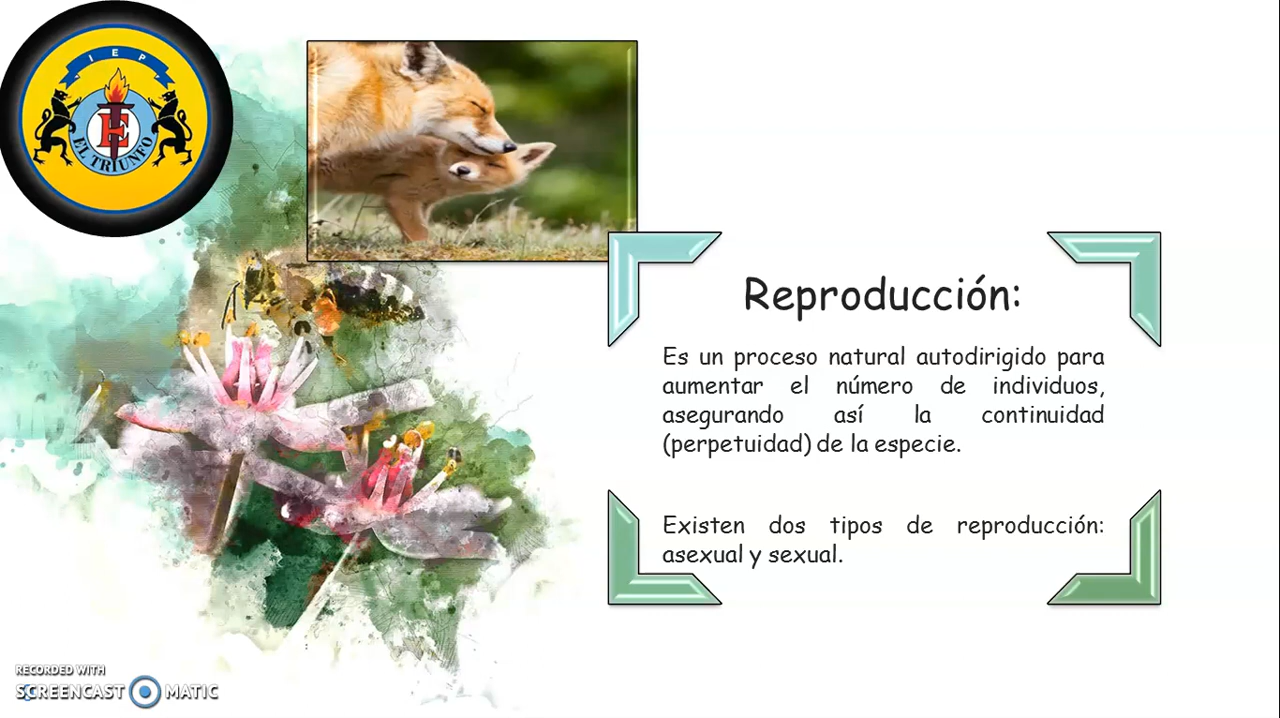 I E P
E
EL TRIUNFO
Reproducción:
Es un proceso natural autodirigido para
aumentar el número de individuos,
asegurando así la continuidad
(perpetuidad) de la especie.
Existen dos tipos de reproducción:
asexual y sexual.
RECORDED WITH
SCREENCAST MATIC